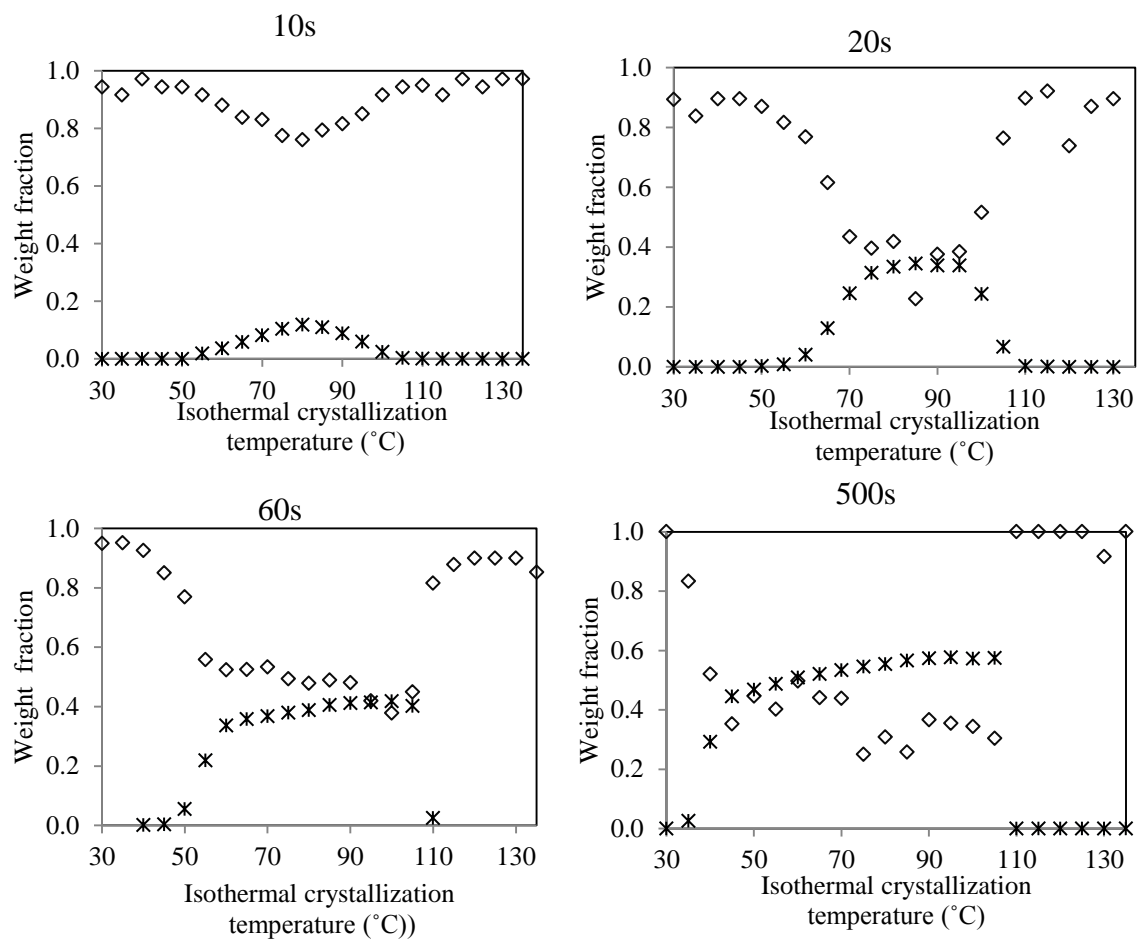 10s
Weight fraction
1.0
0.8
0.6
0.4
0.2
0.0
30 50 70 90 110 130
Isothermal crystallization
temperature (˚C)
20s
Weight fraction
1.0
0.8
0.6
0.4
0.2
0.0
30 50 70 90 110 130
Isothermal crystallization
temperature (˚C)
60s
Weight fraction
1.0
0.8
0.6
0.4
0.2
0.0
30 50 70 90 110 130
Isothermal crystallization
temperature (˚C))
500s
Weight fraction
1.0
0.8
0.6
0.4
0.2
0.0
30 50 70 90 110 130
Isothermal crystallization
temperature (˚C)